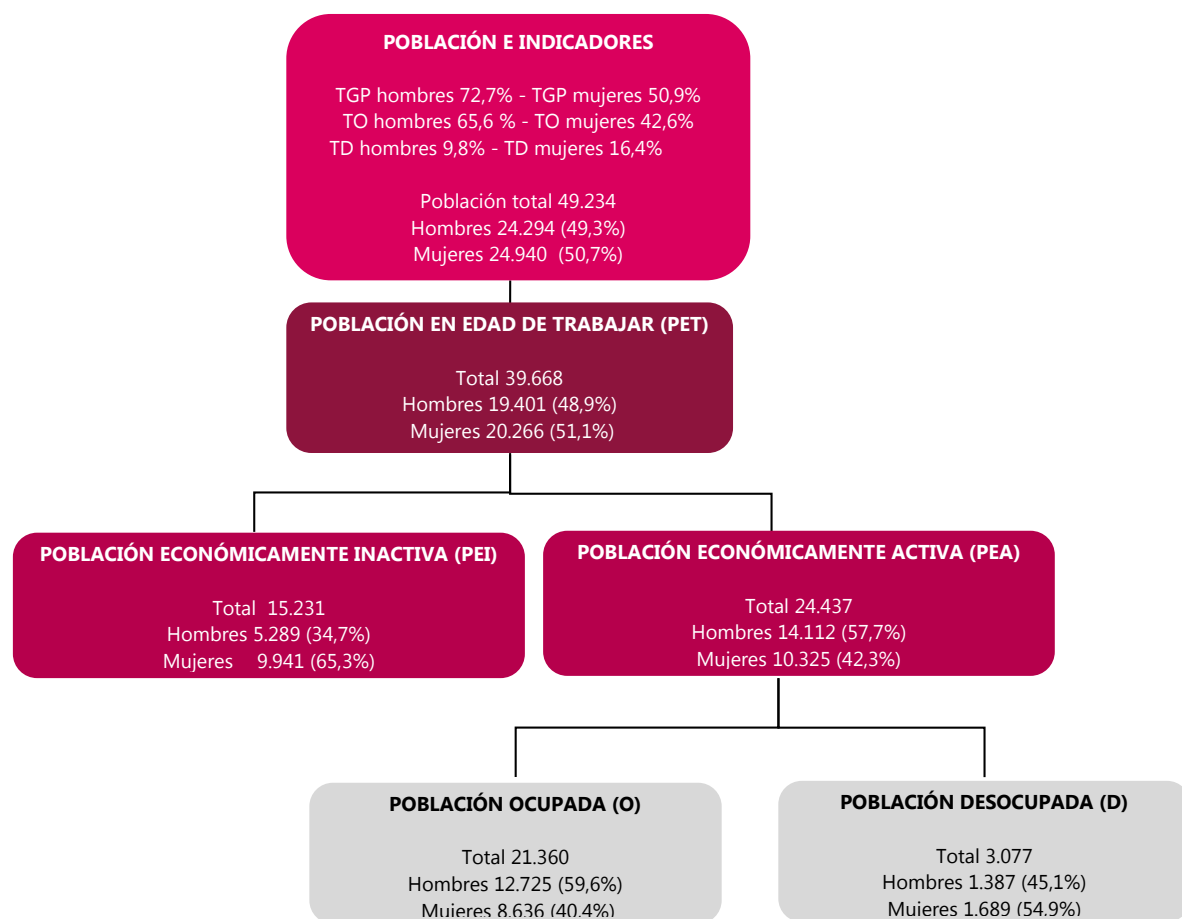 POBLACIÓN E INDICADORES
TGP hombres 72,7% - TGP mujeres 50,9%
TO hombres 65,6 % - TO mujeres 42,6%
TD hombres 9,8% - TD mujeres 16,4%
Población total 49.234
Hombres 24.294 (49,3%)
Mujeres 24.940 (50,7%)
POBLACIÓN EN EDAD DE TRABAJAR (PET)
Total 39.668
Hombres 19.401 (48,9%)
Mujeres 20.266 (51,1%)
POBLACIÓN ECONÓMICAMENTE INACTIVA (PEI)
Total 15.231
Hombres 5.289 (34,7%)
Mujeres 9.941 (65,3%)
POBLACIÓN ECONÓMICAMENTE ACTIVA (PEA)
Total 24.437
Hombres 14.112 (57,7%)
Mujeres 10.325 (42,3%)
POBLACIÓN OCUPADA (O)
Total 21.360
Hombres 12.725 (59,6%)
Mujeres 8.636 (40,4%)
POBLACIÓN DESOCUPADA (D)
Total 3.077
Hombres 1.387 (45,1%)
Mujeres 1.689 (54,9%)